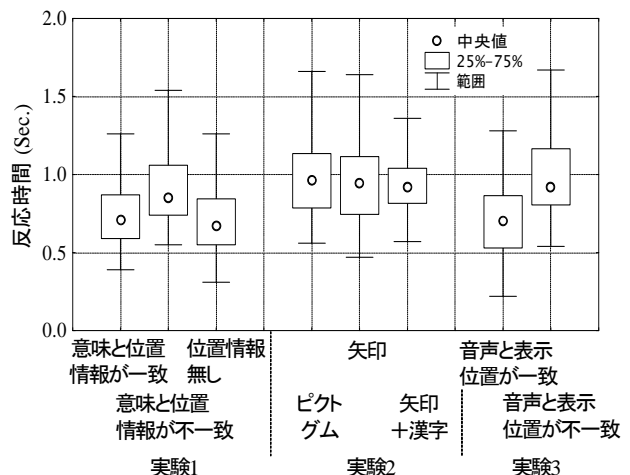 2.0
1.5
1.0
0.5
0.0
反応時間 (Sec.)
中央値
25%-75%
範囲
意味と位置
情報が一致
位置情報
無し
矢印
音声と表示
位置が一致
意味と位置
情報が不一致
ピクト
グム
矢印
＋漢字
音声と表示
位置が不一致
実験1
実験2
実験3